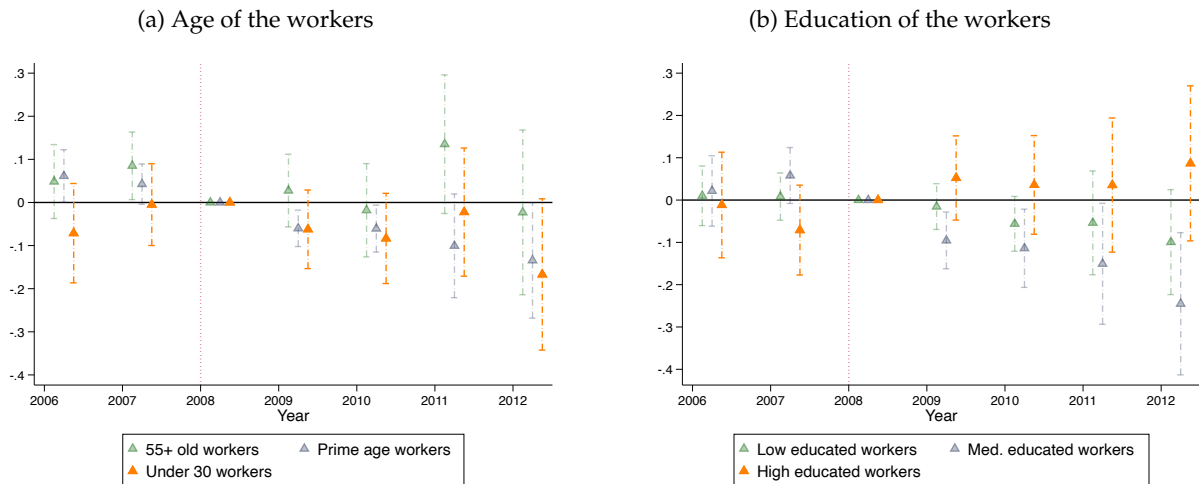 (a) Age of the workers
.3
.2
.1
0
-.1
-.2
-.3
-.4
2006 2007 2008 2009 2010 2011 2012
Year
55+ old workers Prime age workers
Under 30 workers
(b) Education of the workers
.3
.2
.1
0
-.1
-.2
-.3
-.4
2006 2007 2008 2009 2010 2011 2012
Year
Low educated workers Med. educated workers
High educated workers